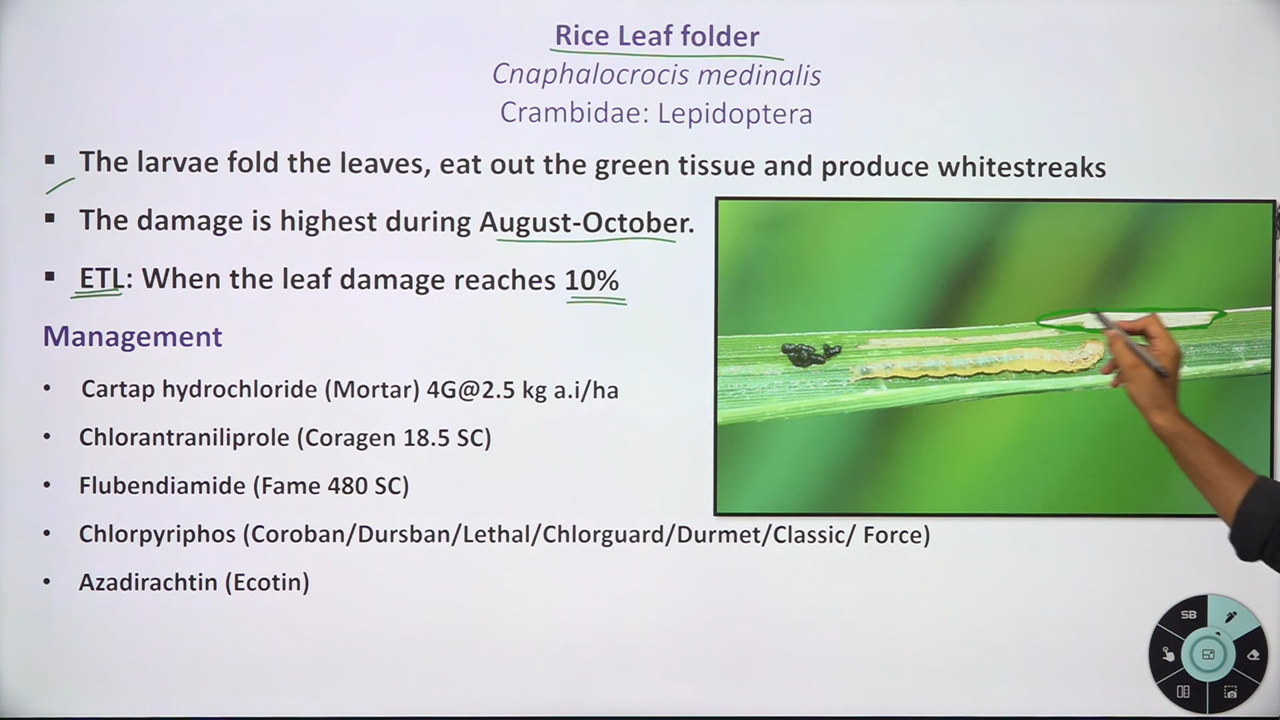 Rice Leaf folder
Cnaphalocrocis medinalis
Crambidae: Lepidoptera
▪ The larvae fold the leaves, eat out the green tissue and produce whitestreaks
▪ The damage is highest during August-October.
▪ ETL: When the leaf damage reaches 10%
Management
• Cartap hydrochloride (Mortar) 4G@2.5 kg a.i/ha
• Chlorantraniliprole (Coragen 18.5 SC)
• Flubendiamide (Fame 480 SC)
• Chlorpyriphos (Coroban/Dursban/Lethal/Chlorguard/Durmet/Classic/ Force)
• Azadirachtin (Ecotin)
SB